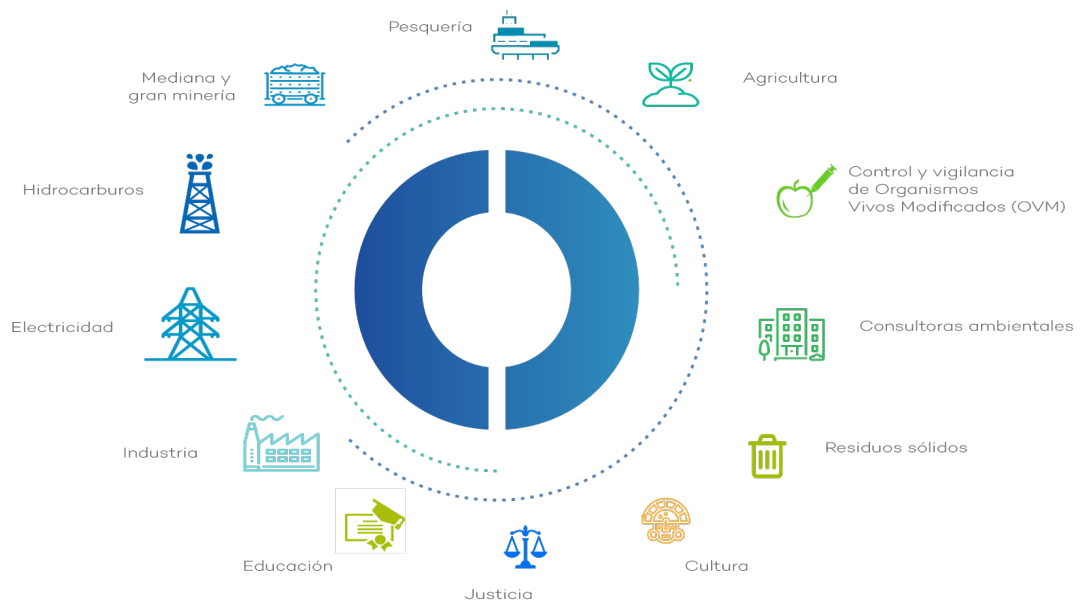 Pesquería
Mediana y
gran minería
Agricultura
Hidrocarburos
Control y vigilancia
de Organismos
Vivos Modificados (OVM)
Electricidad
Consultoras ambientales
Industria
Residuos sólidos
Educación
Cultura
Justicia